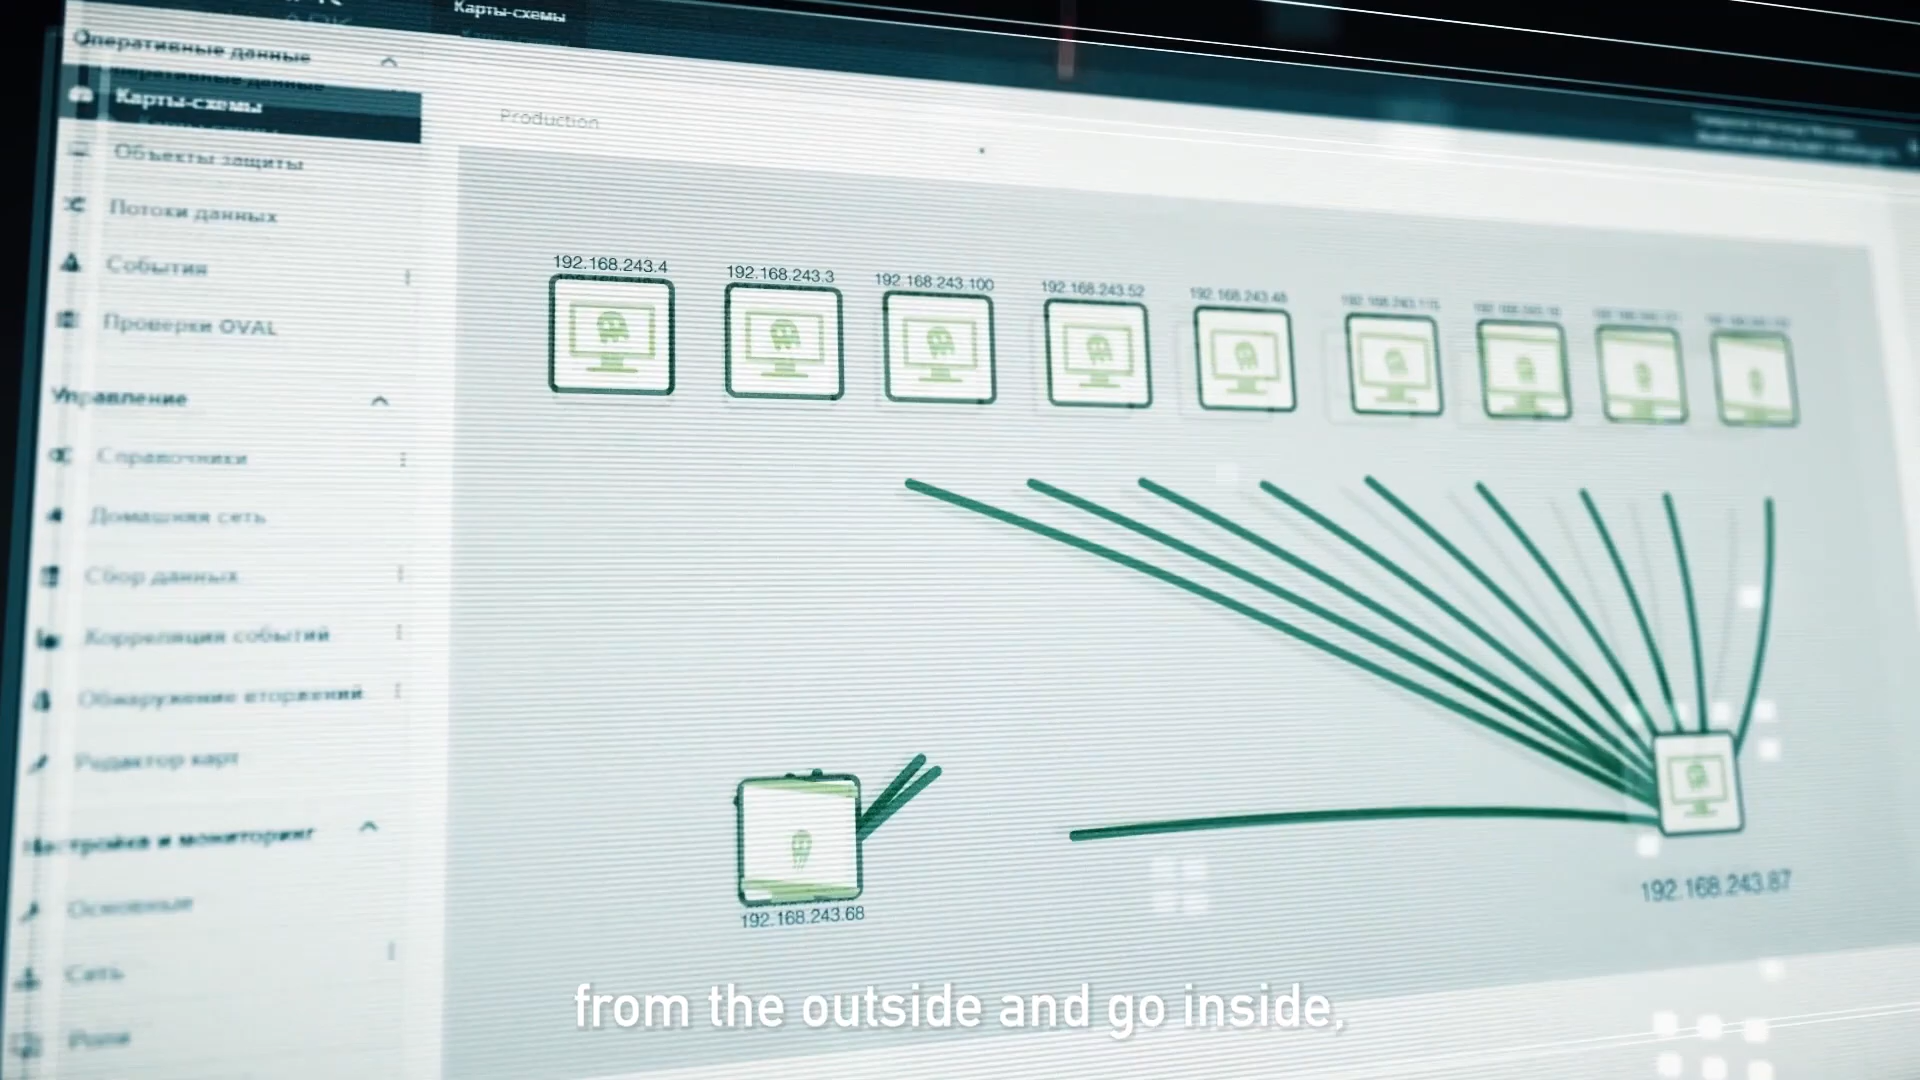 Карты-схемы
Оперативные данные
Карты-схемы
Объекты защиты
Потоки данных
События
Проверки OVAL
Управление
Справочники
Домашняя сеть
Сбор данных
Корреляция событий
Обнаружение вторжений
Редактор карт
Настройка и мониторинг
Основные
Сеть
Роли
Production
192.168.243.4
192.168.243.3
192.168.243.100
192.168.243.52
192.168.243.48
192.168.243.68
192.168.243.87
from the outside and go inside,